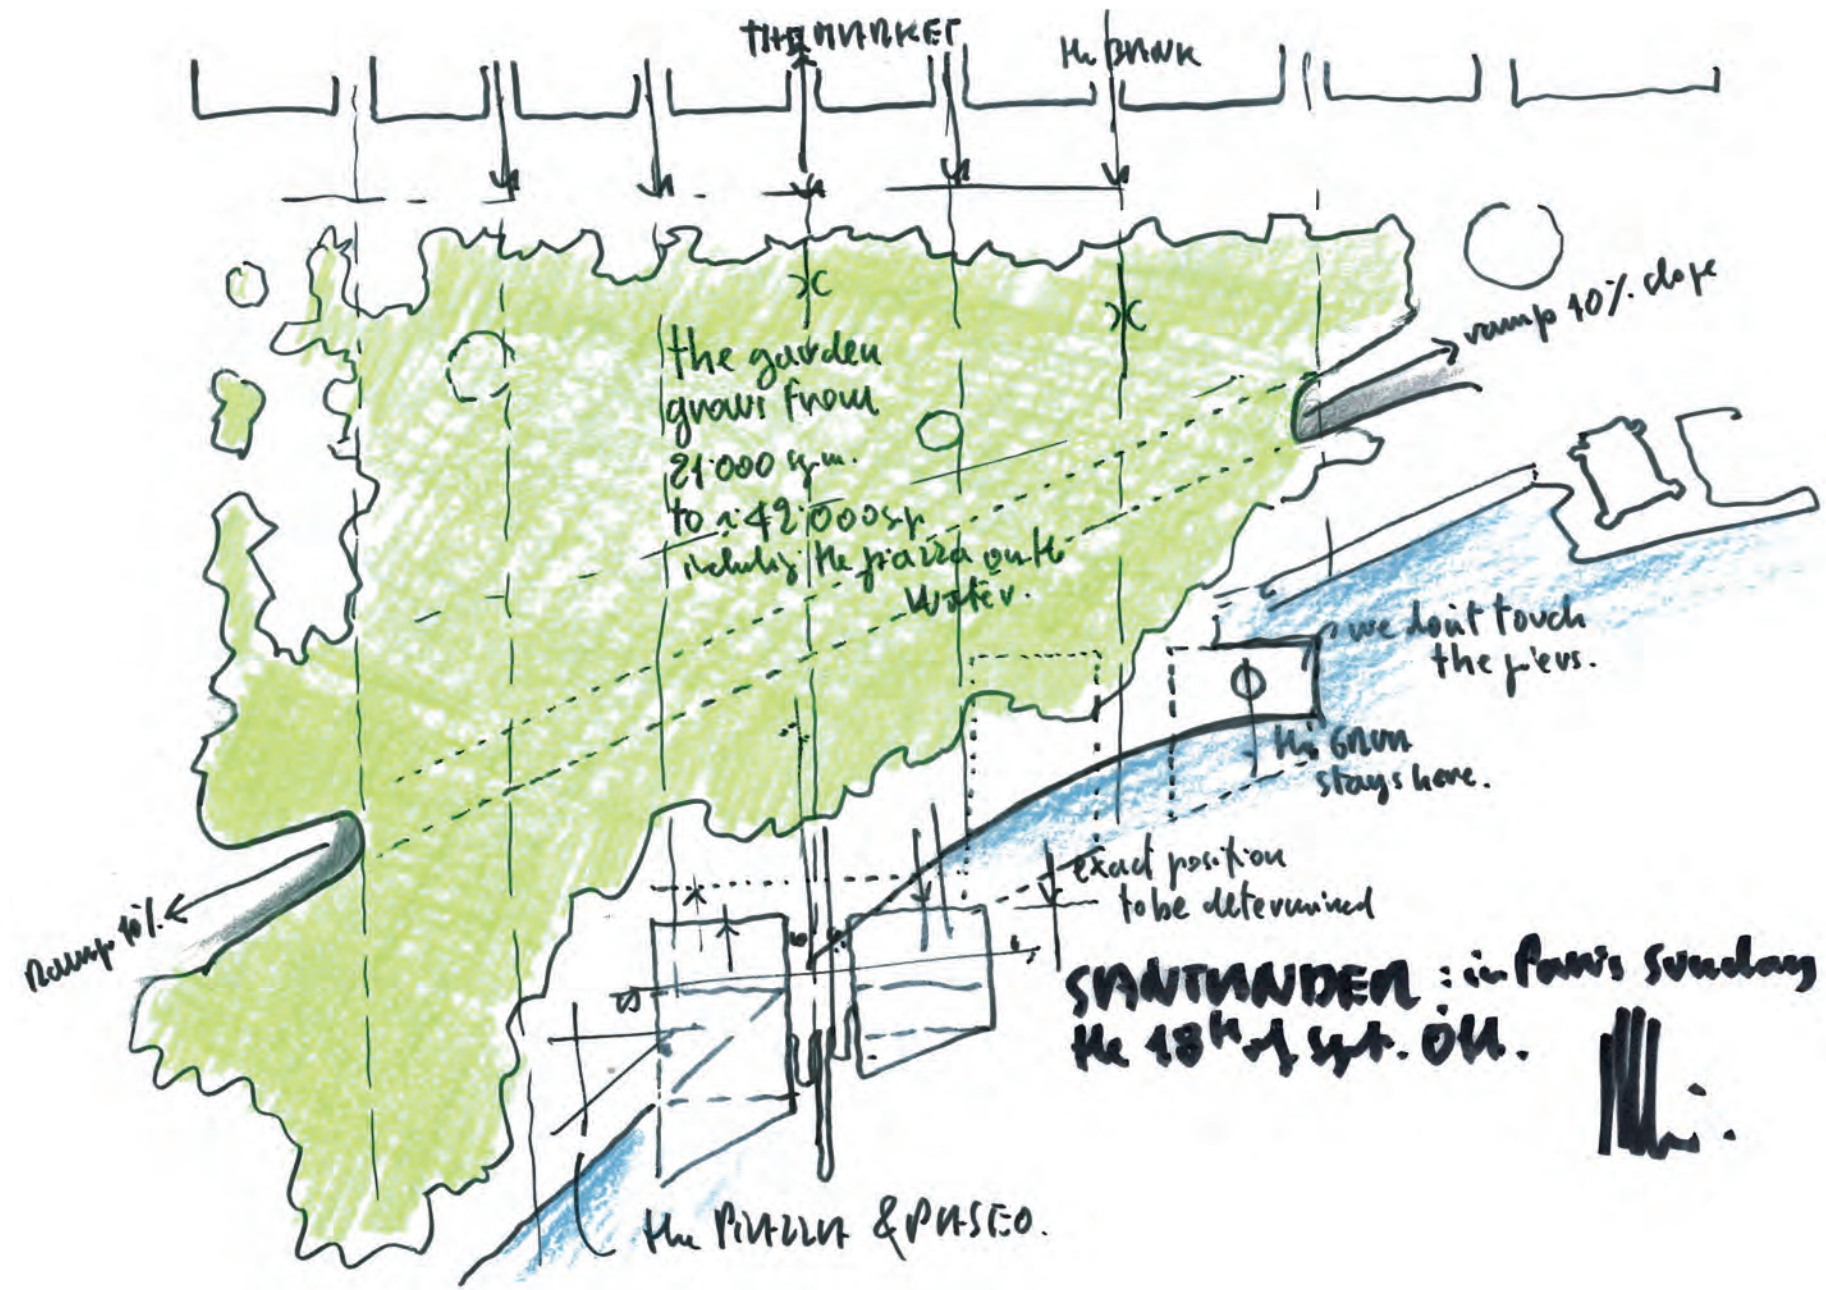 THE MARKET
the BANK
ramp 10% slope
the garden
grows from
21.000 sq.m.
to 42.000 sq
including the piazza on the
Water.
we don't touch
the piers.
the GRUA
stays here.
exact position
to be determined
Ramp 10%
SANTANDER : in Paris Sunday
the 18th of sept. 011.
the PIAZZA & PASEO.